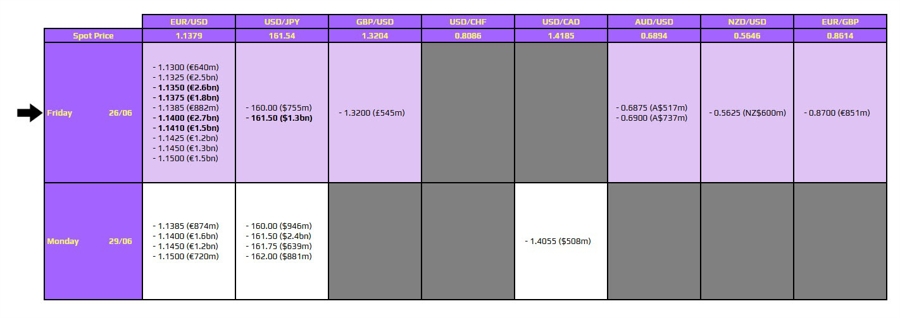 EUR/USD USD/JPY GBP/USD USD/CHF USD/CAD AUD/USD NZD/USD EUR/GBP
Spot Price 1.1379 161.54 1.3204 0.8086 1.4185 0.6894 0.5646 0.8614
Friday 26/06
- 1.1300 (€640m)
- 1.1325 (€2.5bn)
- 1.1350 (€2.6bn)
- 1.1375 (€1.8bn)
- 1.1385 (€882m)
- 1.1400 (€2.7bn)
- 1.1410 (€1.5bn)
- 1.1425 (€1.2bn)
- 1.1450 (€1.3bn)
- 1.1500 (€1.5bn)
- 160.00 ($755m)
- 161.50 ($1.3bn)
- 1.3200 (£545m)
- 0.6875 (A$517m)
- 0.6900 (A$737m)
- 0.5625 (NZ$600m)
- 0.8700 (€851m)
Monday 29/06
- 1.1385 (€874m)
- 1.1400 (€1.6bn)
- 1.1450 (€1.2bn)
- 1.1500 (€720m)
- 160.00 ($946m)
- 161.50 ($2.4bn)
- 161.75 ($639m)
- 162.00 ($881m)
- 1.4055 ($508m)